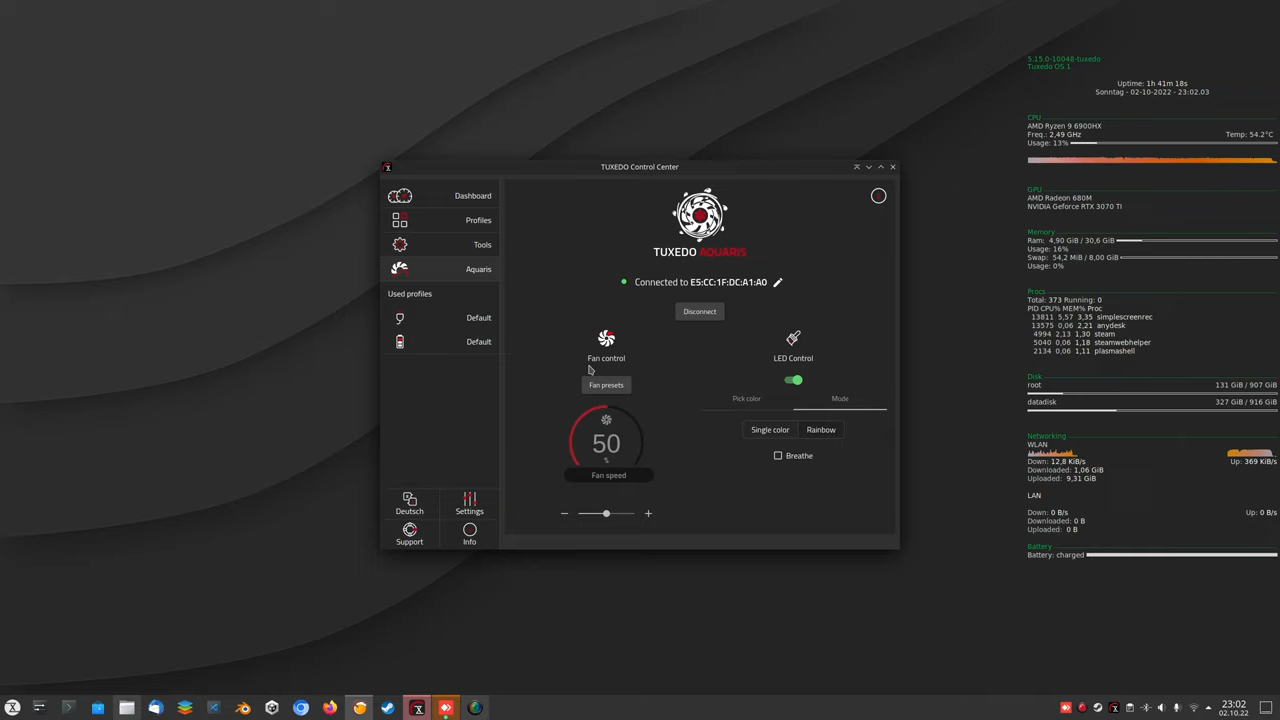 TUXEDO Control Center
Dashboard
Profiles
Tools
Aquaris
Used profiles
Default
Default
Deutsch
Settings
Support
Info
TUXEDO AQUARIS
Connected to E5:CC:1F:DC:A1:A0
Disconnect
Fan control
Fan presets
50
%
Fan speed
LED Control
Pick color
Mode
Single color
Rainbow
Breathe
5.15.0-10048-tuxedo
Tuxedo OS 1
Uptime: 1h 41m 18s
Sonntag - 02-10-2022 - 23:02.03
CPU
AMD Ryzen 9 6900HX
Freq.: 2,49 GHz Temp: 54.2°C
Usage: 13%
GPU
AMD Radeon 680M
NVIDIA Geforce RTX 3070 TI
Memory
Ram: 4,90 GiB / 30,6 GiB
Usage: 16%
Swap: 54,2 MiB / 8,00 GiB
Usage: 0%
Procs
Total: 373 Running: 0
PID CPU% MEM% Proc
13811 5,57 3,35 simplescreenrec
13575 0,06 2,21 anydesk
4994 2,13 1,30 steam
5040 0,06 1,18 steamwebhelper
2134 0,06 1,11 plasmashell
Disk
root 131 GiB / 907 GiB
datadisk 327 GiB / 916 GiB
Networking
WLAN
Down: 12,8 KiB/s Up: 369 KiB/s
Downloaded: 1,06 GiB
Uploaded: 9,31 GiB
LAN
Down: 0 B/s Up: 0 B/s
Downloaded: 0 B
Uploaded: 0 B
Battery
Battery: charged
23:02
02.10.22